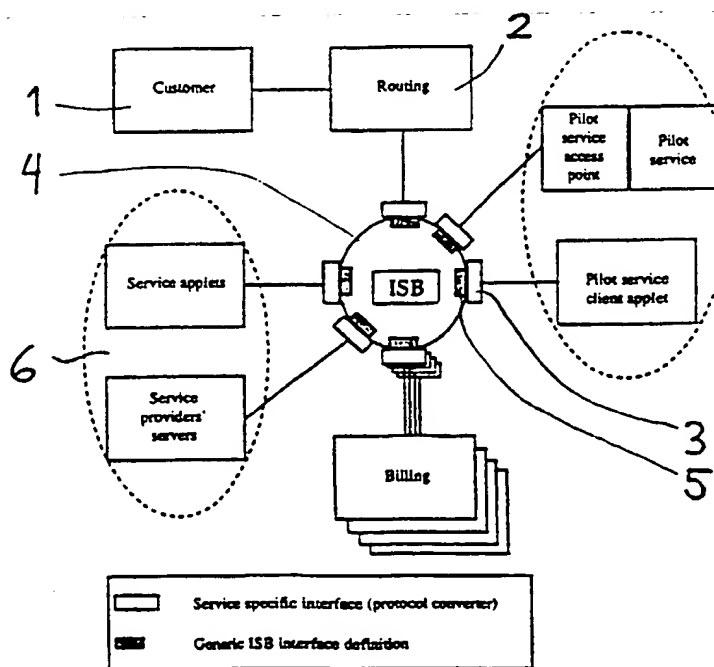 2
1
Customer
Routing
Pilot
service
access
point
Pilot
service
4
Service applets
ISB
Pilot service
client applet
6
Service
providers'
servers
3
5
Billing
Service specific interface (protocol converter)
Generic ISB interface definition